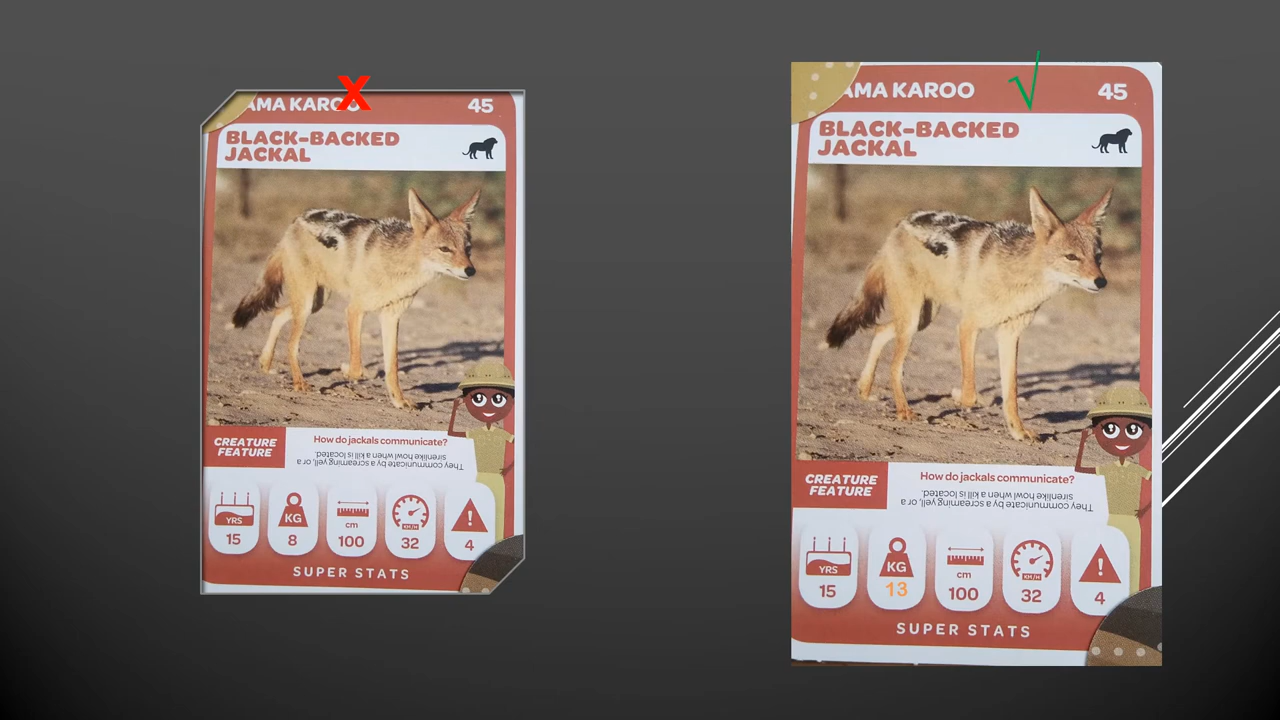 X
AMA KAROO 45
BLACK-BACKED
JACKAL
CREATURE
FEATURE
How do jackals communicate?
They communicate by a screaming yell, or a
sirenlike howl when a kill is located.
YRS
15
KG
8
cm
100
KM/H
32
!
4
SUPER STATS
√
AMA KAROO 45
BLACK-BACKED
JACKAL
CREATURE
FEATURE
How do jackals communicate?
They communicate by a screaming yell, or a
sirenlike howl when a kill is located.
YRS
15
KG
13
cm
100
KM/H
32
!
4
SUPER STATS